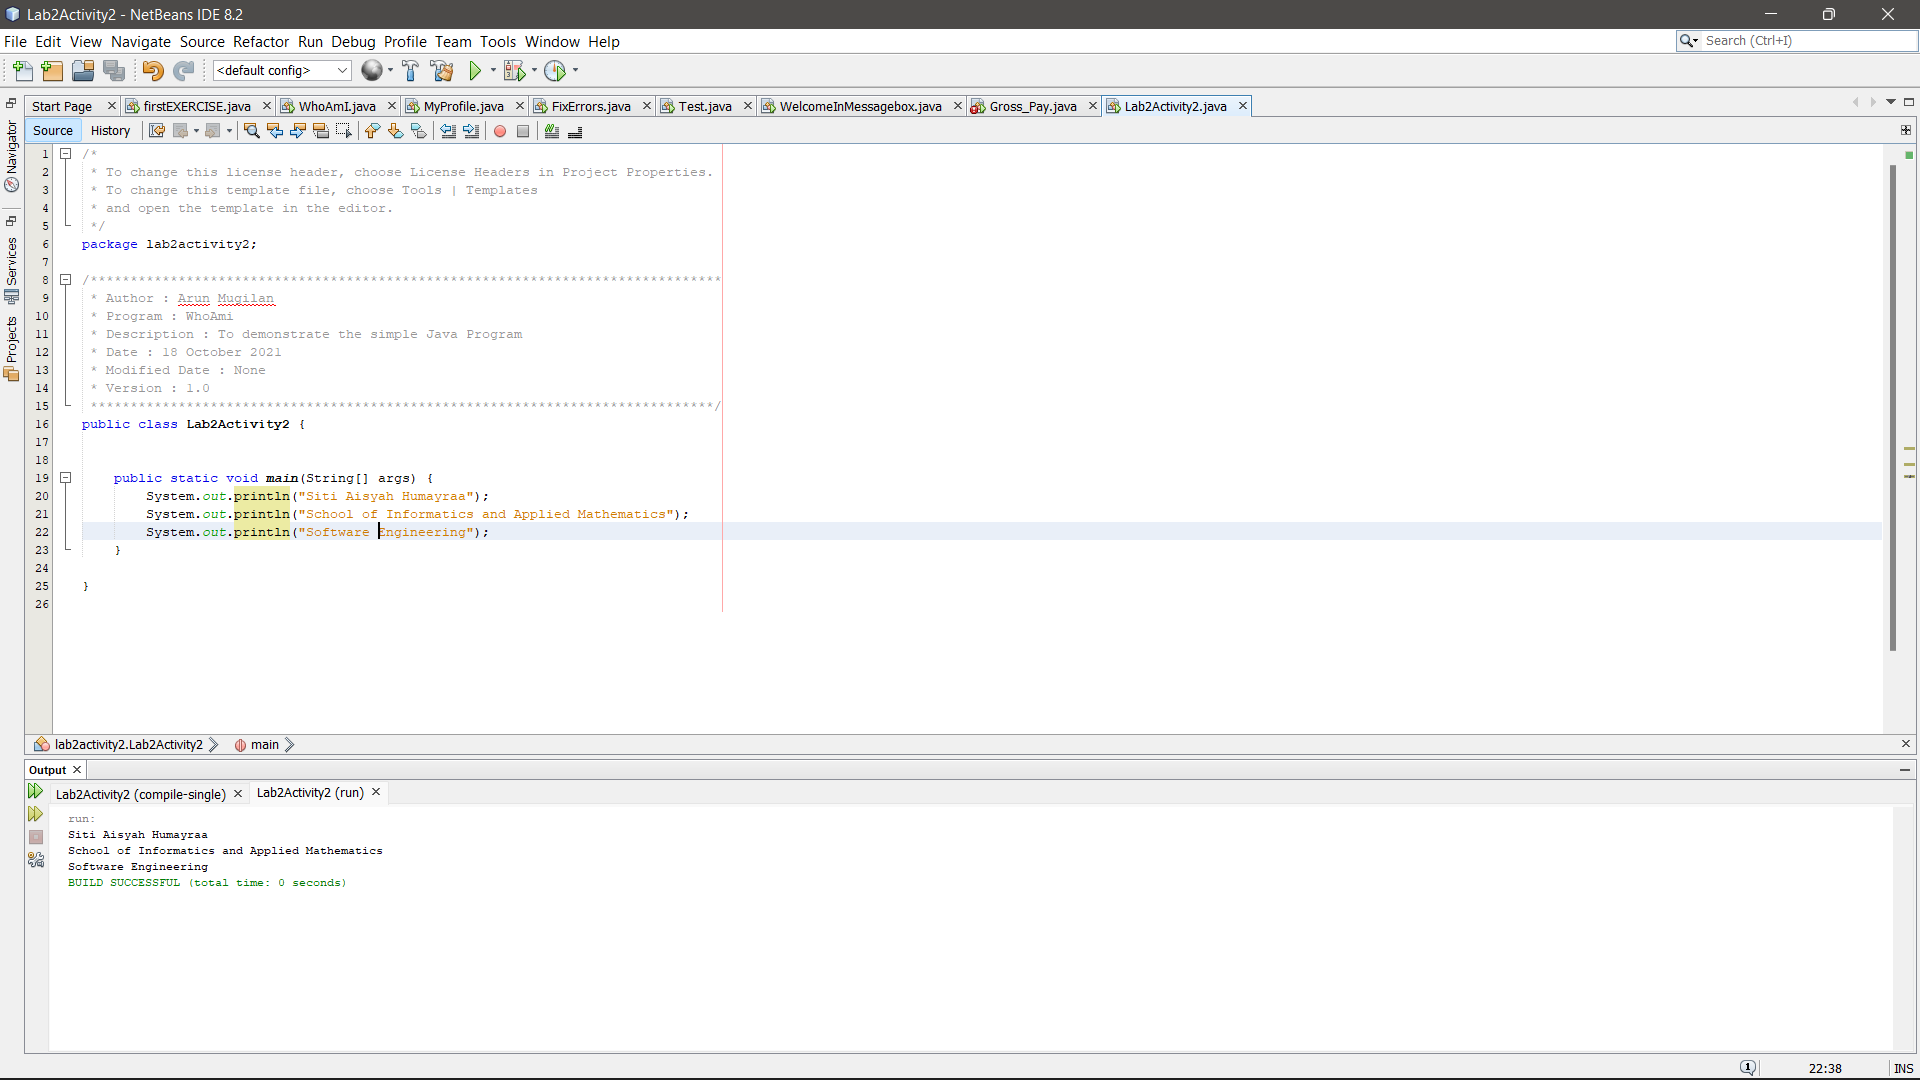 Lab2Activity2 - NetBeans IDE 8.2
File Edit View Navigate Source Refactor Run Debug Profile Team Tools Window Help
Search (Ctrl+I)
<default config>
Start Page firstEXERCISE.java WhoAmI.java MyProfile.java FixErrors.java Test.java WelcomeInMessagebox.java Gross_Pay.java Lab2Activity2.java
Source History
Navigator
Services
Projects
1 /*
2 * To change this license header, choose License Headers in Project Properties.
3 * To change this template file, choose Tools | Templates
4 * and open the template in the editor.
5 */
6 package lab2activity2;
7
8 /******************************************************************************
9 * Author : Arun Mugilan
10 * Program : WhoAmi
11 * Description : To demonstrate the simple Java Program
12 * Date : 18 October 2021
13 * Modified Date : None
14 * Version : 1.0
15 ******************************************************************************/
16 public class Lab2Activity2 {
17
18
19 public static void main(String[] args) {
20 System.out.println("Siti Aisyah Humayraa");
21 System.out.println("School of Informatics and Applied Mathematics");
22 System.out.println("Software Engineering");
23 }
24
25 }
26
lab2activity2.Lab2Activity2 main
Output
Lab2Activity2 (compile-single) Lab2Activity2 (run)
run:
Siti Aisyah Humayraa
School of Informatics and Applied Mathematics
Software Engineering
BUILD SUCCESSFUL (total time: 0 seconds)
1 22:38 INS